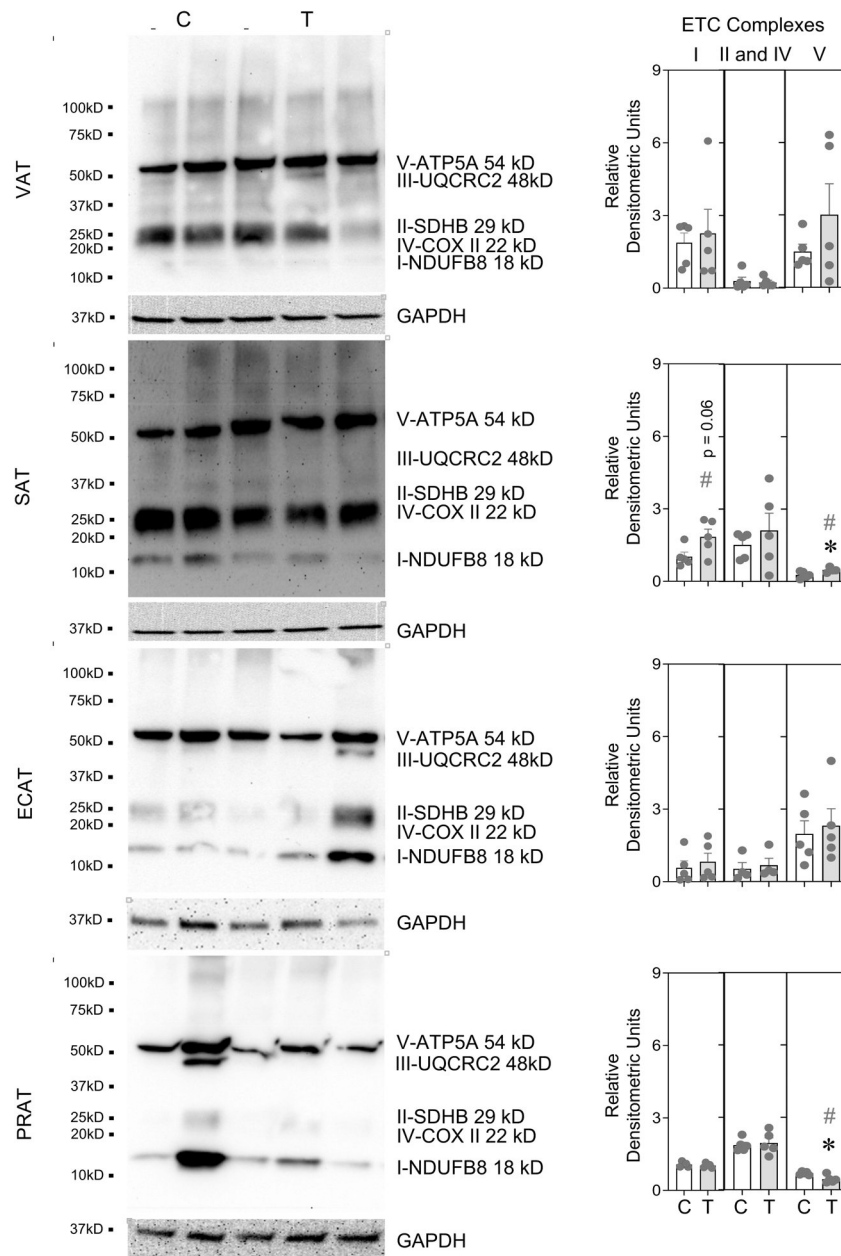 C T
VAT
100kD
75kD
50kD
37kD
25kD
20kD
10kD
37kD
V-ATP5A 54 kD
III-UQCRC2 48kD
II-SDHB 29 kD
IV-COX II 22 kD
I-NDUFB8 18 kD
GAPDH
SAT
100kD
75kD
50kD
37kD
25kD
20kD
10kD
37kD
V-ATP5A 54 kD
III-UQCRC2 48kD
II-SDHB 29 kD
IV-COX II 22 kD
I-NDUFB8 18 kD
GAPDH
ECAT
100kD
75kD
50kD
37kD
25kD
20kD
10kD
37kD
V-ATP5A 54 kD
III-UQCRC2 48kD
II-SDHB 29 kD
IV-COX II 22 kD
I-NDUFB8 18 kD
GAPDH
PRAT
100kD
75kD
50kD
37kD
25kD
20kD
10kD
37kD
V-ATP5A 54 kD
III-UQCRC2 48kD
II-SDHB 29 kD
IV-COX II 22 kD
I-NDUFB8 18 kD
GAPDH
ETC Complexes
I II and IV V
Relative
Densitometric Units
9
6
3
0
Relative
Densitometric Units
9
6
3
0
# p = 0.06
#
*
Relative
Densitometric Units
9
6
3
0
Relative
Densitometric Units
9
6
3
0
#
*
C T C T C T